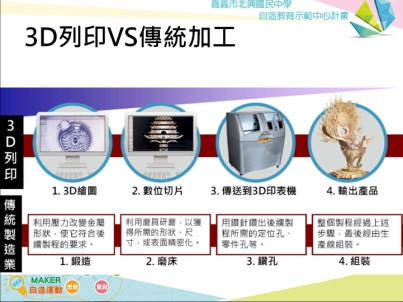 嘉義市北興國民中學
自造教育示範中心計畫
3D列印VS傳統加工
3D列印
1. 3D繪圖
2. 數位切片
3. 傳送到3D印表機
4. 輸出產品
傳統製造業
利用壓力改變金屬
形狀，使它符合後
續製程的要求。
利用磨具研磨，以獲
得所需的形狀、尺
寸，或表面精密化。
用鑽針鑽出後續製
程所需的定位孔、
零件孔等。
整個製程經過上述
步驟，最後經由生
產線組裝。
1. 鍛造
2. 磨床
3. 鑽孔
4. 組裝
MAKER
自造運動